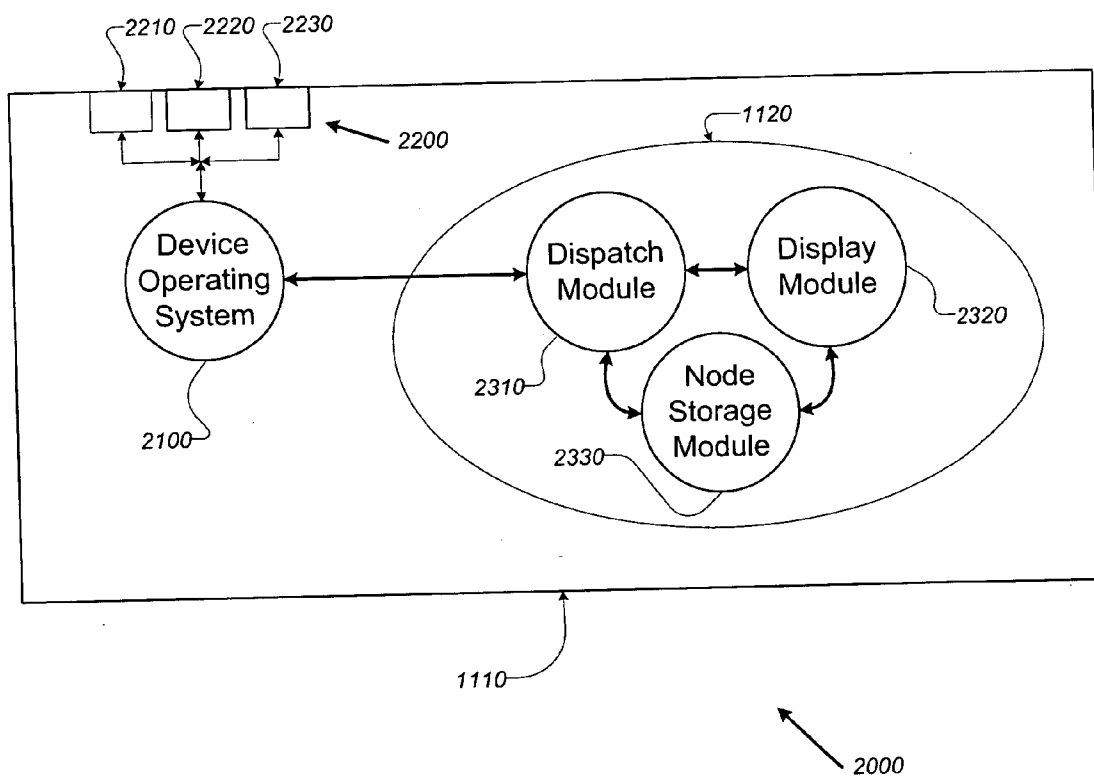 2210
2220
2230
2200
1120
Device
Operating
System
Dispatch
Module
Display
Module
2320
2310
Node
Storage
Module
2100
2330
1110
2000